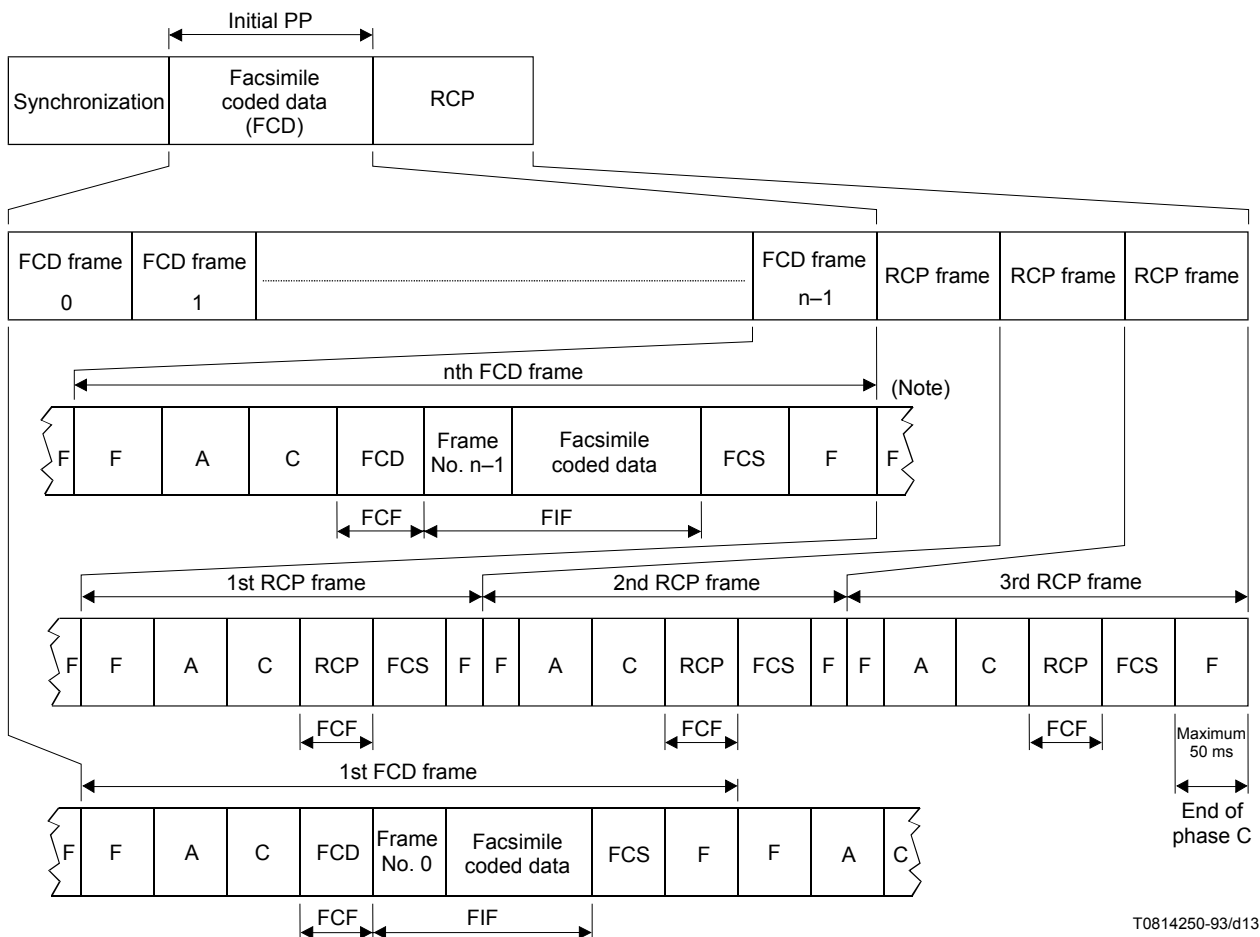 Initial PP
Synchronization
Facsimile
coded data
(FCD)
RCP
FCD frame
0
FCD frame
1
FCD frame
n–1
RCP frame
RCP frame
RCP frame
nth FCD frame
(Note)
F
F
A
C
FCD
Frame
No. n–1
Facsimile
coded data
FCS
F
F
FCF
FIF
1st RCP frame
2nd RCP frame
3rd RCP frame
F
F
A
C
RCP
FCS
F
F
A
C
RCP
FCS
F
F
A
C
RCP
FCS
F
FCF
FCF
FCF
Maximum
50 ms
End of
phase C
1st FCD frame
F
F
A
C
FCD
Frame
No. 0
Facsimile
coded data
FCS
F
F
A
C
FCF
FIF
T0814250-93/d13